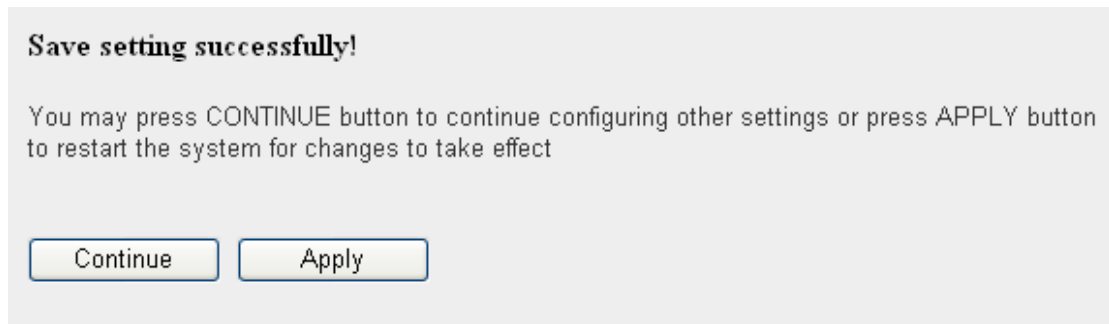 Save setting successfully!
You may press CONTINUE button to continue configuring other settings or press APPLY button
to restart the system for changes to take effect
Continue
Apply